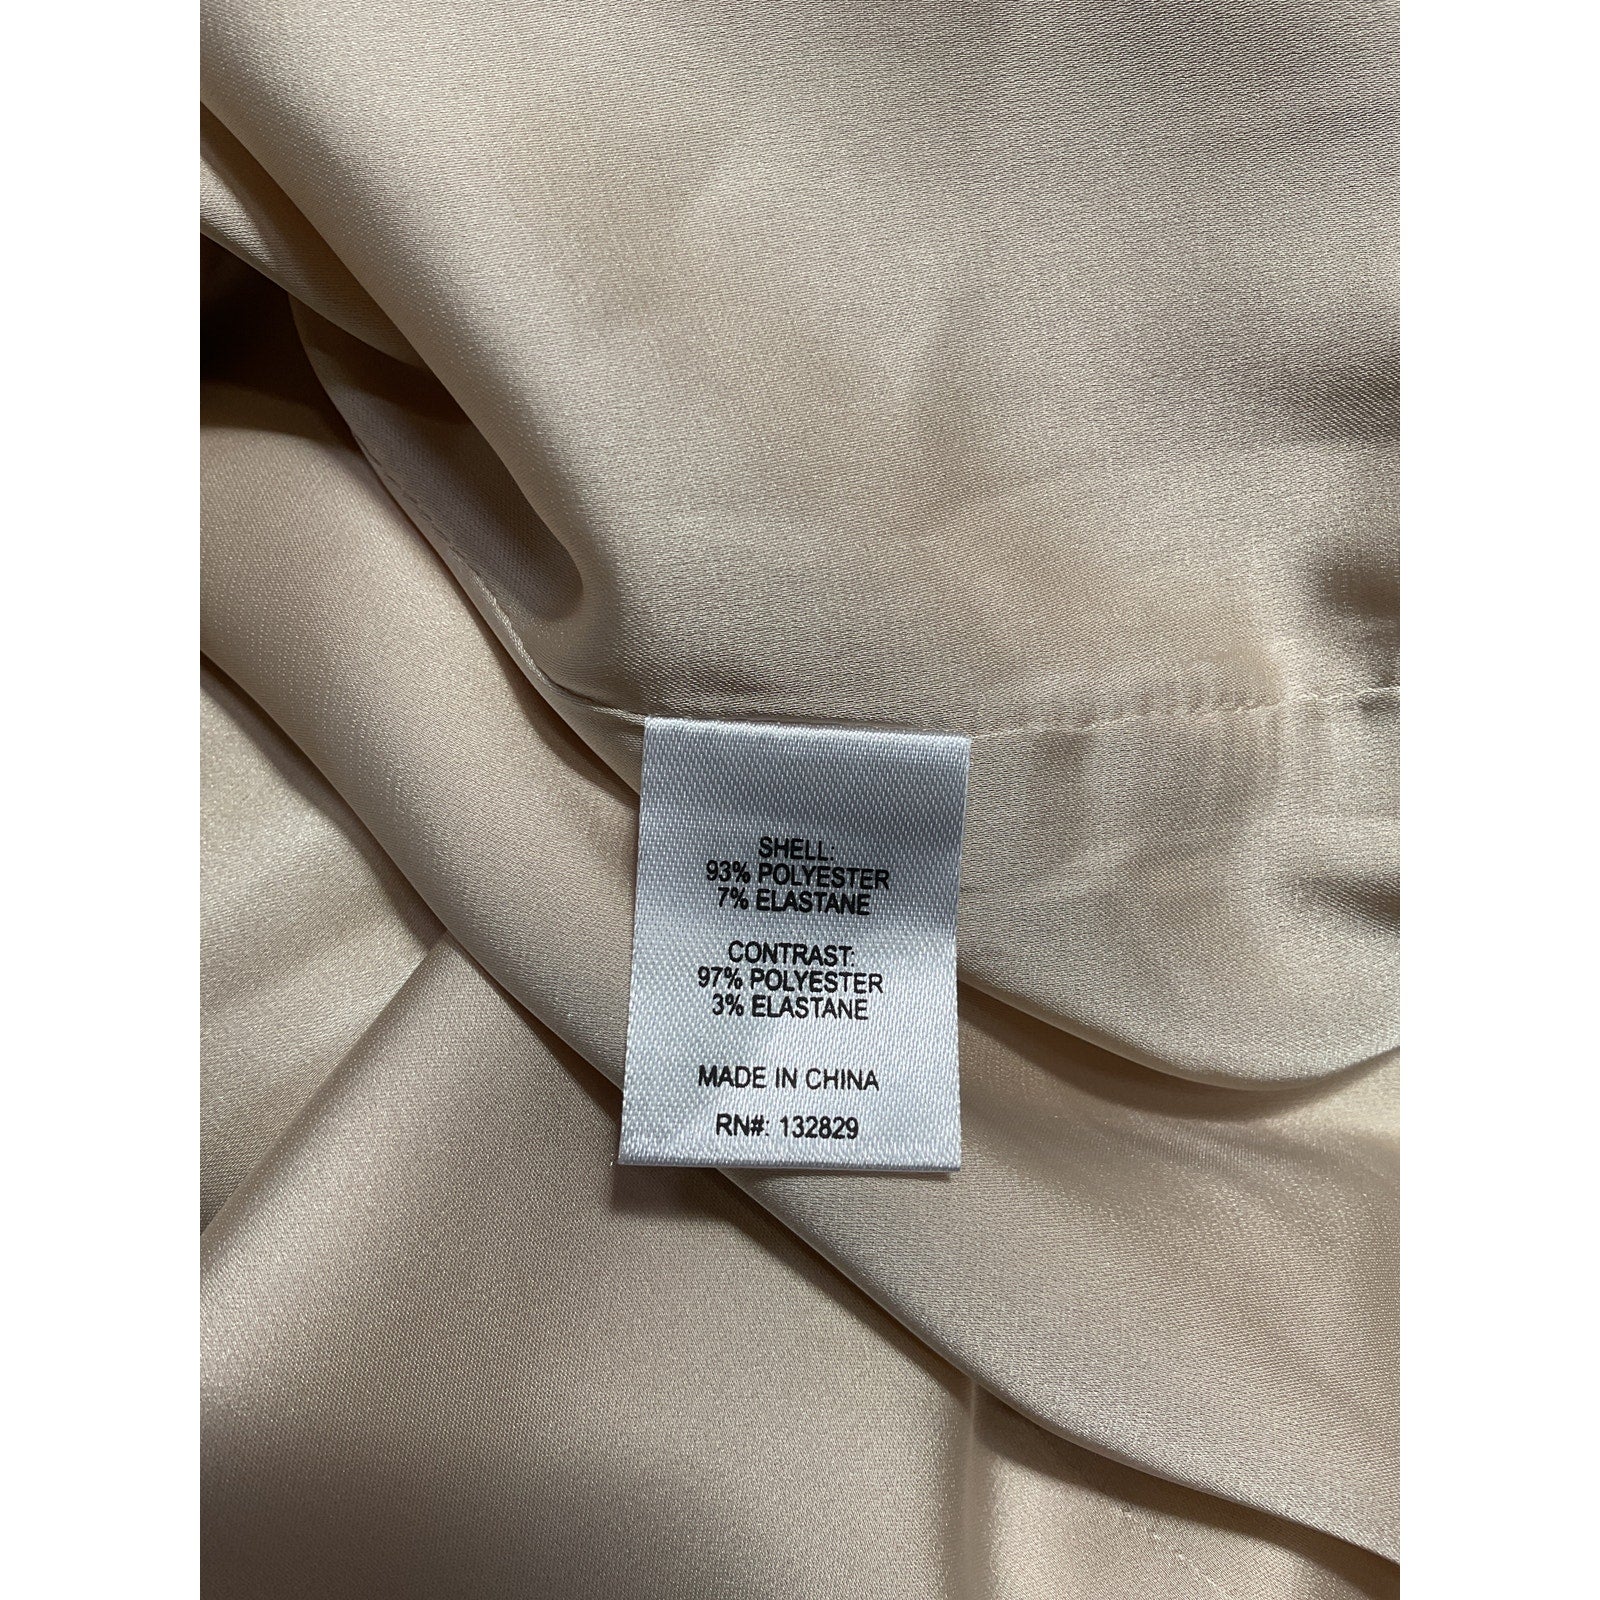 SHELL:
93% POLYESTER
7% ELASTANE
CONTRAST:
97% POLYESTER
3% ELASTANE
MADE IN CHINA
RN#: 132829